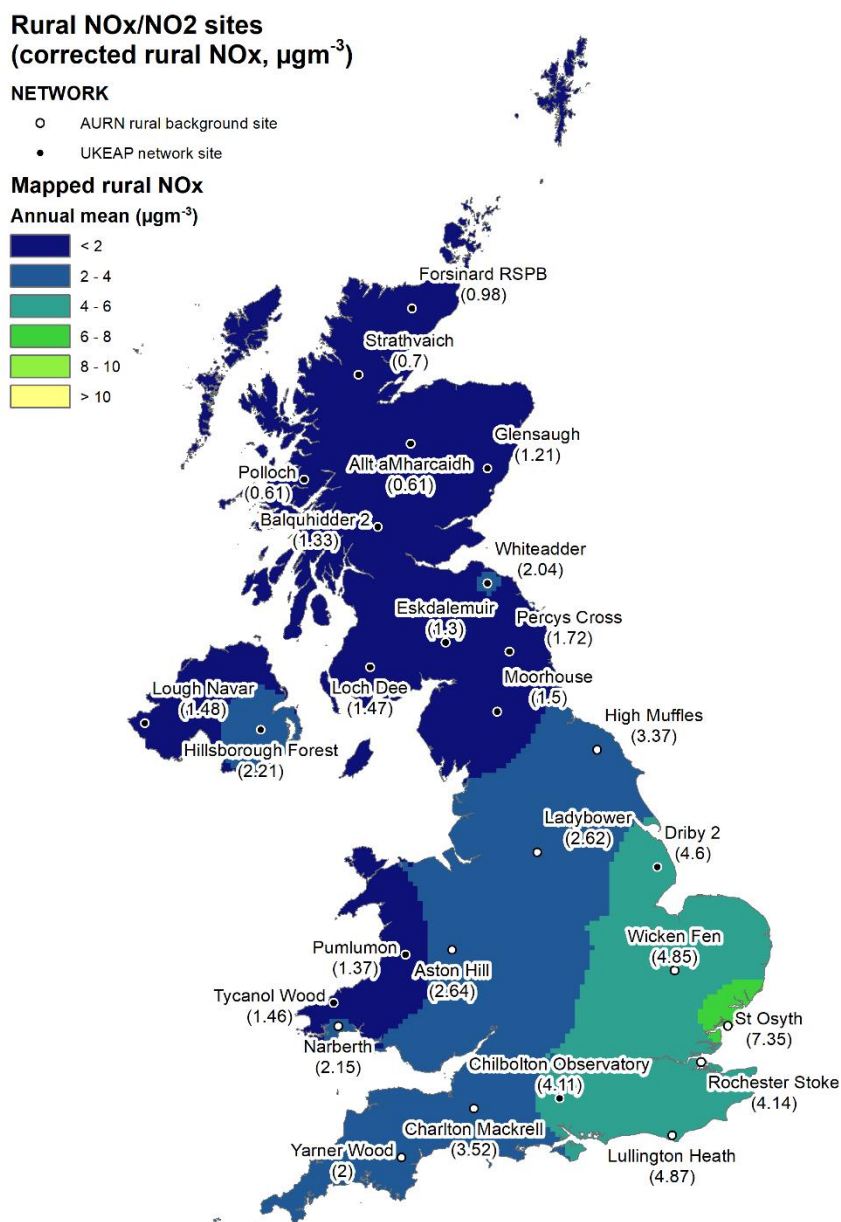 Rural NOx/NO2 sites
(corrected rural NOx, µgm-3)
NETWORK
AURN rural background site
UKEAP network site
Mapped rural NOx
Annual mean (µgm-3)
< 2
2 - 4
4 - 6
6 - 8
8 - 10
> 10
Forsinard RSPB
(0.98)
Strathvaich
(0.7)
Glensaugh
(1.21)
Allt aMharcaidh
(0.61)
Polloch
(0.61)
Balquhidder 2
(1.33)
Whiteadder
(2.04)
Eskdalemuir
(1.3)
Percys Cross
(1.72)
Loch Dee
(1.47)
Moorhouse
(1.5)
Lough Navar
(1.48)
Hillsborough Forest
(2.21)
High Muffles
(3.37)
Ladybower
(2.62)
Driby 2
(4.6)
Wicken Fen
(4.85)
Pumlumon
(1.37)
Aston Hill
(2.64)
Tycanol Wood
(1.46)
Narberth
(2.15)
St Osyth
(7.35)
Chilbolton Observatory
(4.11)
Rochester Stoke
(4.14)
Charlton Mackrell
(3.52)
Yarner Wood
(2)
Lullington Heath
(4.87)